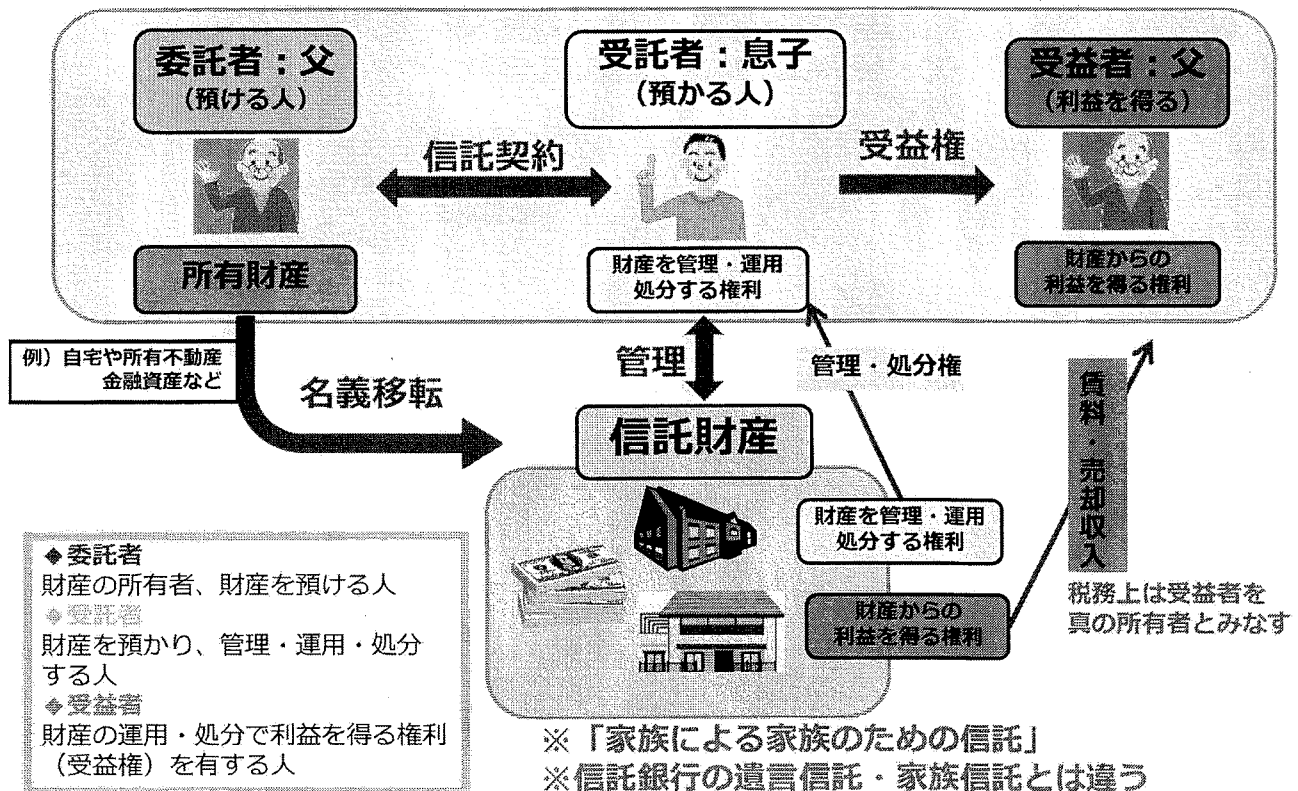 委託者：父
（預ける人）
受託者：息子
（預かる人）
受益者：父
（利益を得る）
信託契約
受益権
所有財産
財産を管理・運用
処分する権利
財産からの
利益を得る権利
例）自宅や所有不動産
金融資産など
名義移転
管理
管理・処分権
賃料・売却収入
信託財産
財産を管理・運用
処分する権利
財産からの
利益を得る権利
税務上は受益者を
真の所有者とみなす
◆委託者
財産の所有者、財産を預ける人
◆受託者
財産を預かり、管理・運用・処分
する人
◆受益者
財産の運用・処分で利益を得る権利
（受益権）を有する人
※「家族による家族のための信託」
※信託銀行の遺言信託・家族信託とは違う